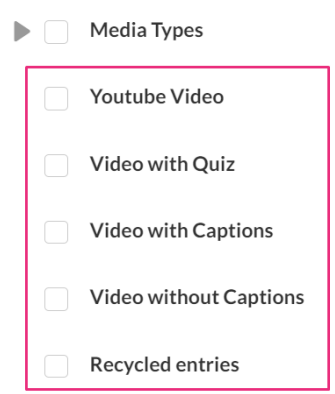 Media Types
Youtube Video
Video with Quiz
Video with Captions
Video without Captions
Recycled entries